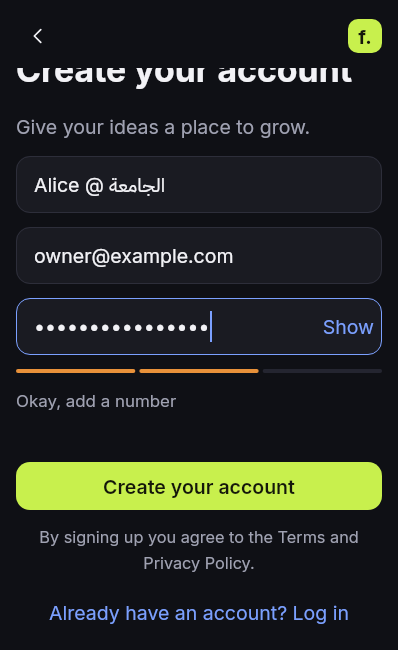 f.
Create your account
Give your ideas a place to grow.
Alice @ الجامعة
owner@example.com
••••••••••••••••
Show
Okay, add a number
Create your account
By signing up you agree to the Terms and
Privacy Policy.
Already have an account? Log in